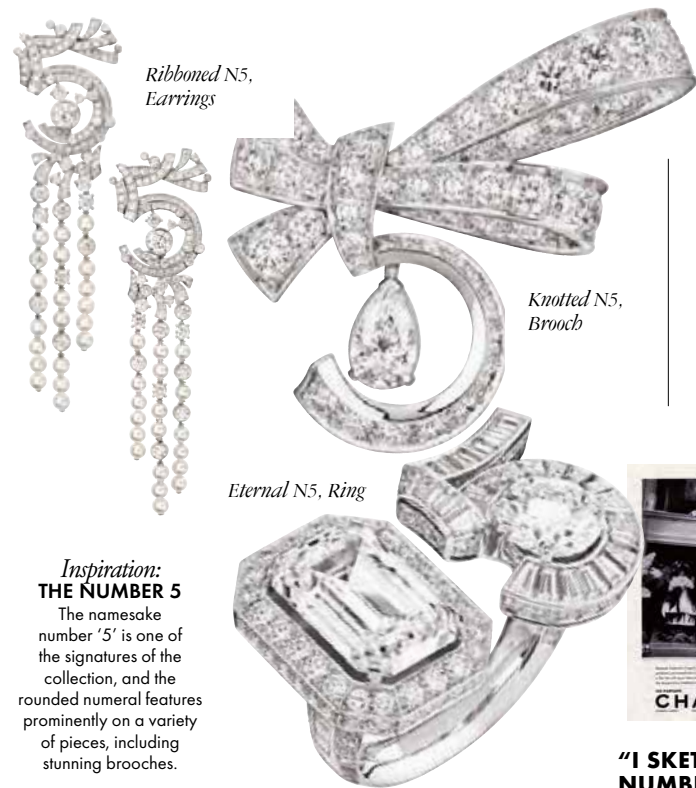 Ribboned N5,
Earrings
Knotted N5,
Brooch
Eternal N5, Ring
Inspiration:
THE NUMBER 5
The namesake
number ‘5’ is one of
the signatures of the
collection, and the
rounded numeral features
prominently on a variety
of pieces, including
stunning brooches.
"I SKET
NUMBE